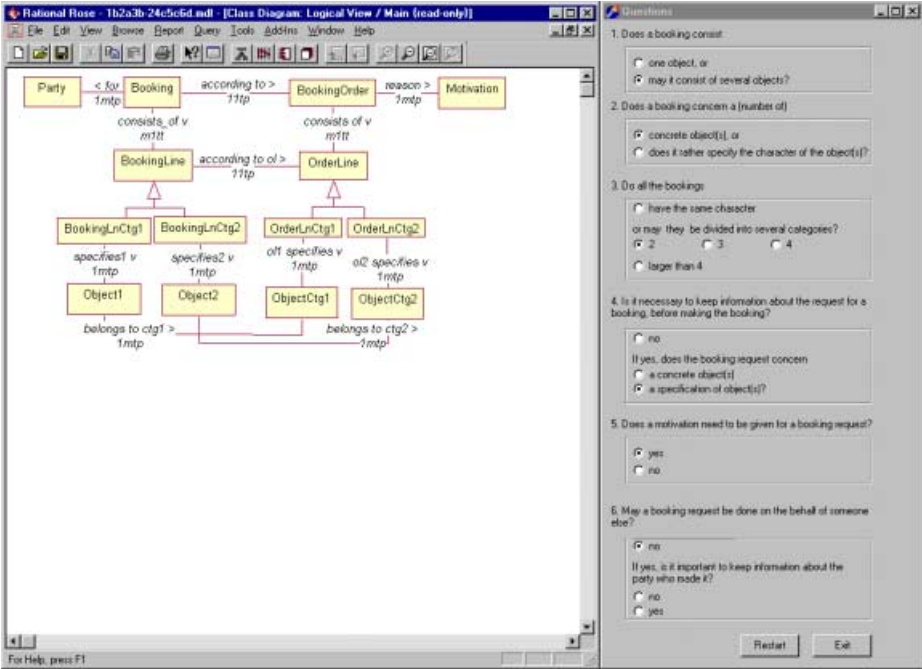 Rational Rose - 1b2a3b-24c5c6d.mdl - [Class Diagram: Logical View / Main (read-only)]
File Edit View Browse Report Query Tools Add-Ins Window Help
Party
< for
1mtp
Booking
according to >
11tp
BookingOrder
reason >
1mtp
Motivation
consists_of v
m1tt
consists of v
m1tt
BookingLine
according to ol >
11tp
OrderLine
BookingLnCtg1
BookingLnCtg2
OrderLnCtg1
OrderLnCtg2
specifies1 v
1mtp
specifies2 v
1mtp
ol1 specifies v
1mtp
ol2 specifies v
1mtp
Object1
Object2
ObjectCtg1
ObjectCtg2
belongs to ctg1 >
1mtp
belongs to ctg2 >
1mtp
For Help, press F1
Questions
1. Does a booking consist
one object, or
may it consist of several objects?
2. Does a booking concern a (number of)
concrete object(s), or
does it rather specify the character of the object(s)?
3. Do all the bookings
have the same character
or may they be divided into several categories?
2 3 4
larger than 4
4. Is it necessary to keep information about the request for a
booking, before making the booking?
no
If yes, does the booking request concern
a concrete object(s)
a specification of object(s)?
5. Does a motivation need to be given for a booking request?
yes
no
6. May a booking request be done on the behalf of someone
else?
no
If yes, is it important to keep information about the
party who made it?
no
yes
Restart Exit